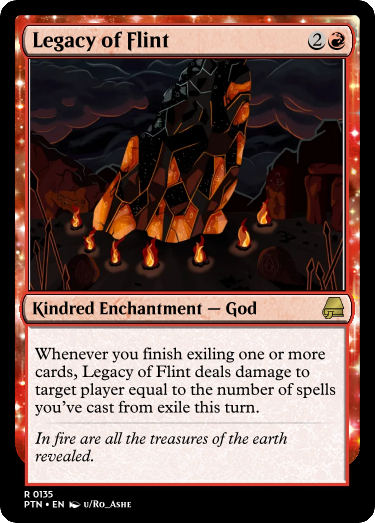 Legacy of Flint 2
Kindred Enchantment — God
Whenever you finish exiling one or more
cards, Legacy of Flint deals damage to
target player equal to the number of spells
you've cast from exile this turn.
In fire are all the treasures of the earth
revealed.
R 0135
PTN • EN u/Ro_Ashe